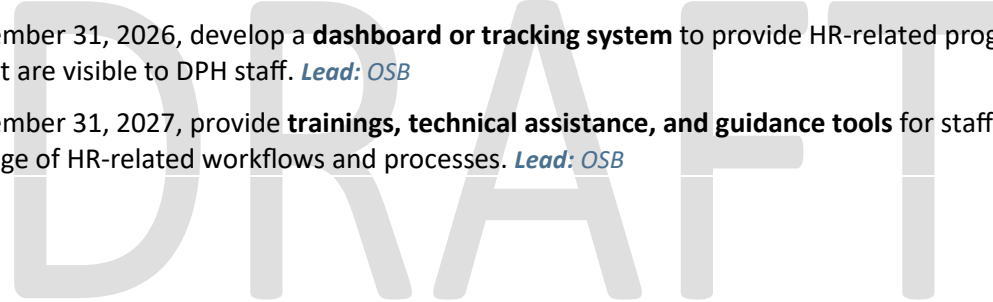 ember 31, 2026, develop a dashboard or tracking system to provide HR-related prog
t are visible to DPH staff. Lead: OSB
ember 31, 2027, provide trainings, technical assistance, and guidance tools for staff
ge of HR-related workflows and processes. Lead: OSB
DRAFT